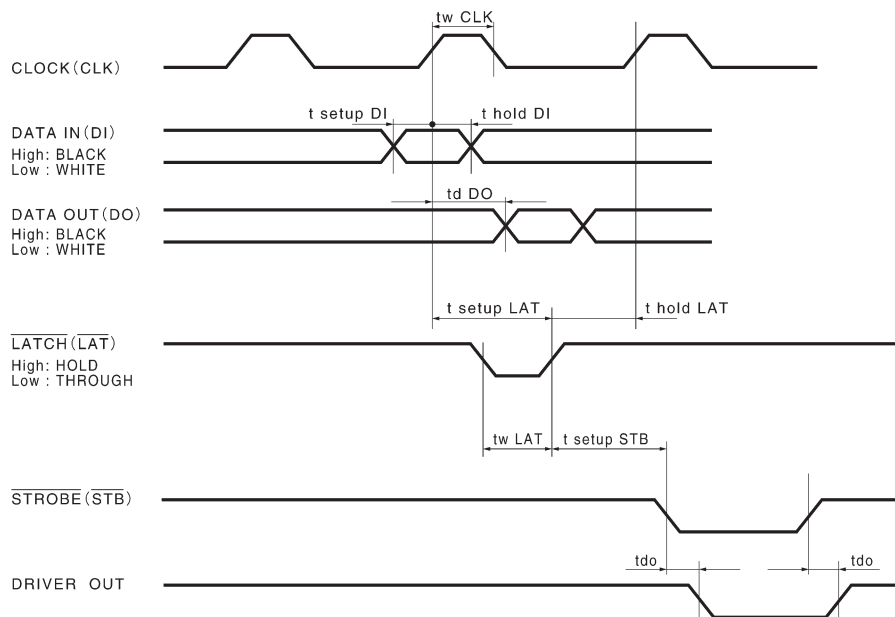 tw CLK
CLOCK(CLK)
t setup DI
t hold DI
DATA IN(DI)
High: BLACK
Low : WHITE
td DO
DATA OUT(DO)
High: BLACK
Low : WHITE
t setup LAT
t hold LAT
LATCH(LAT)
High: HOLD
Low : THROUGH
tw LAT
t setup STB
STROBE(STB)
tdo
tdo
DRIVER OUT